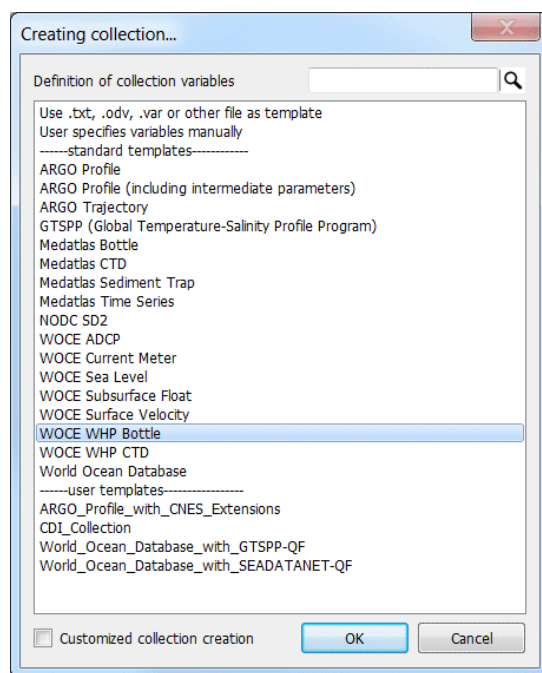 Creating collection...
Definition of collection variables
Use .txt, .odv, .var or other file as template
User specifies variables manually
------standard templates------------
ARGO Profile
ARGO Profile (including intermediate parameters)
ARGO Trajectory
GTSPP (Global Temperature-Salinity Profile Program)
Medatlas Bottle
Medatlas CTD
Medatlas Sediment Trap
Medatlas Time Series
NODC SD2
WOCE ADCP
WOCE Current Meter
WOCE Sea Level
WOCE Subsurface Float
WOCE Surface Velocity
WOCE WHP Bottle
WOCE WHP CTD
World Ocean Database
------user templates-----------------
ARGO_Profile_with_CNES_Extensions
CDI_Collection
World_Ocean_Database_with_GTSPP-QF
World_Ocean_Database_with_SEADATANET-QF
Customized collection creation OK Cancel